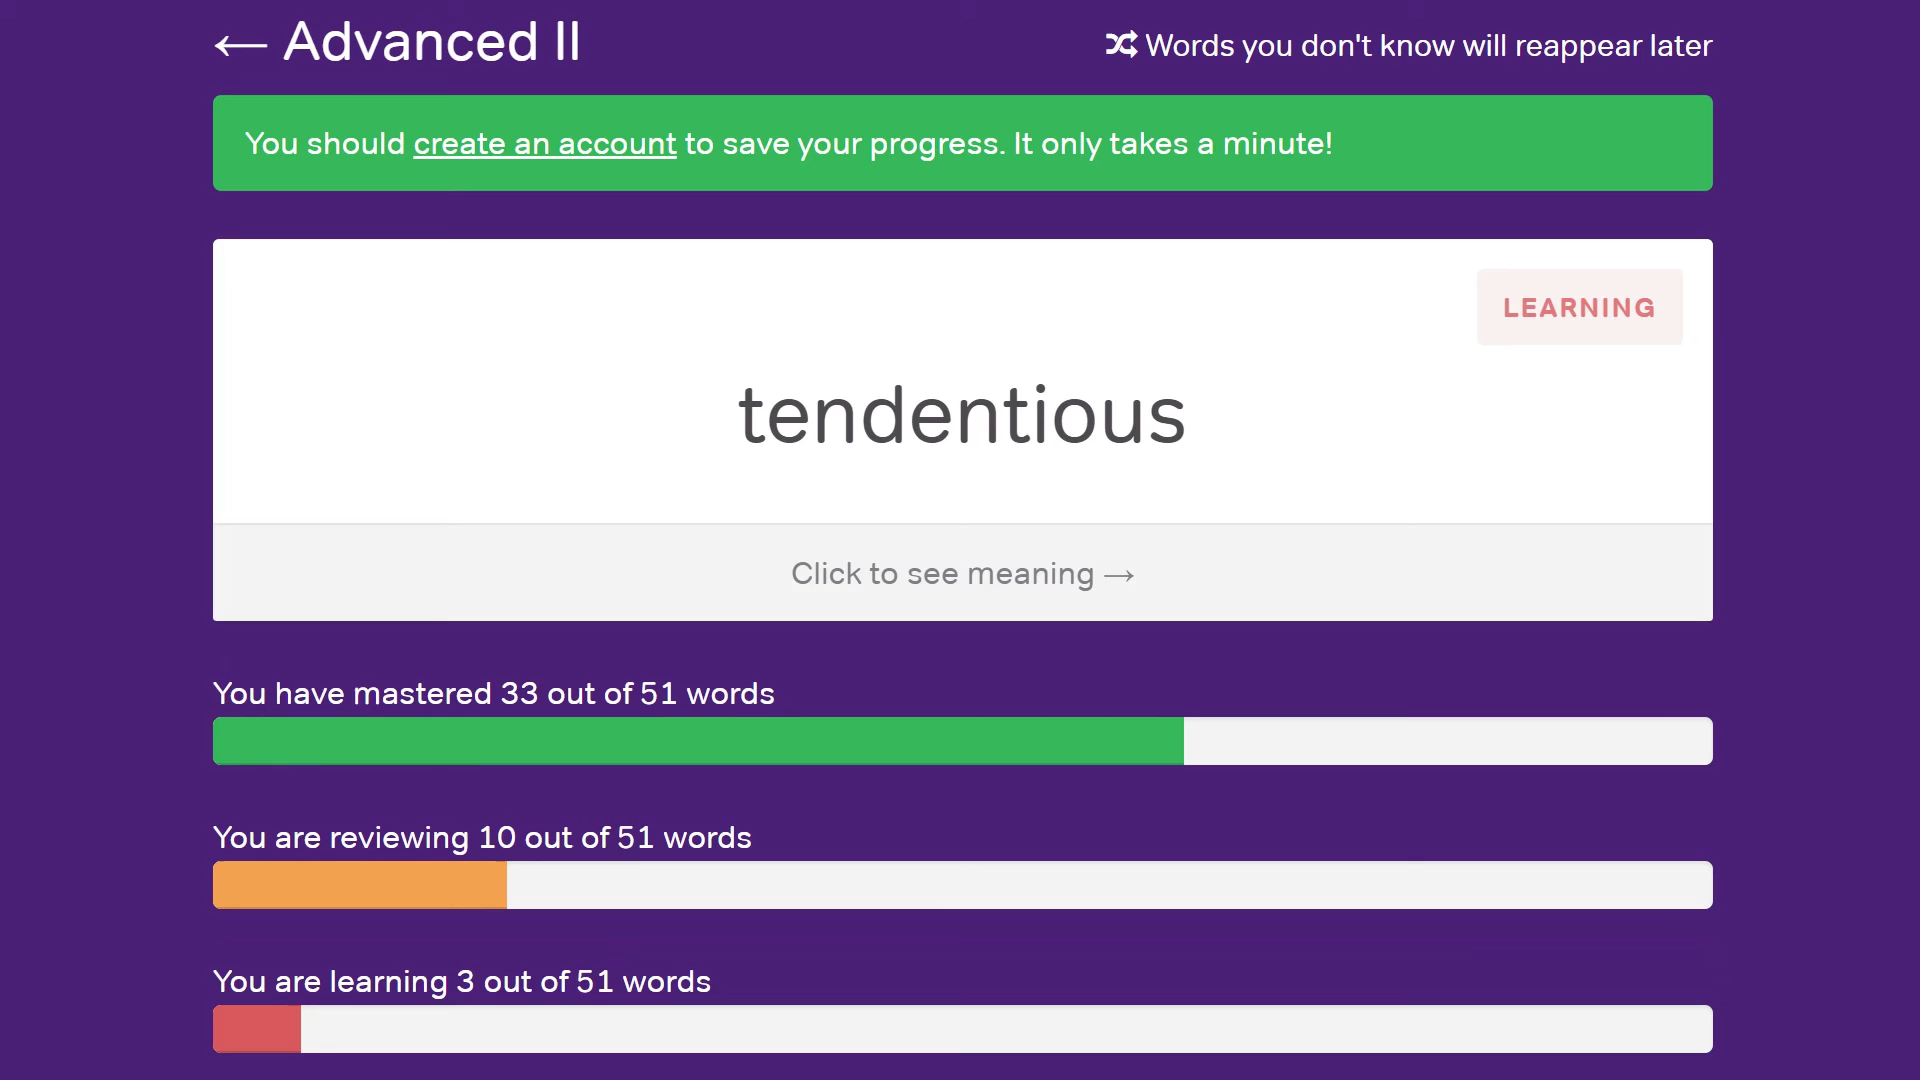 ← Advanced II
Words you don't know will reappear later
You should create an account to save your progress. It only takes a minute!
LEARNING
tendentious
Click to see meaning →
You have mastered 33 out of 51 words
You are reviewing 10 out of 51 words
You are learning 3 out of 51 words